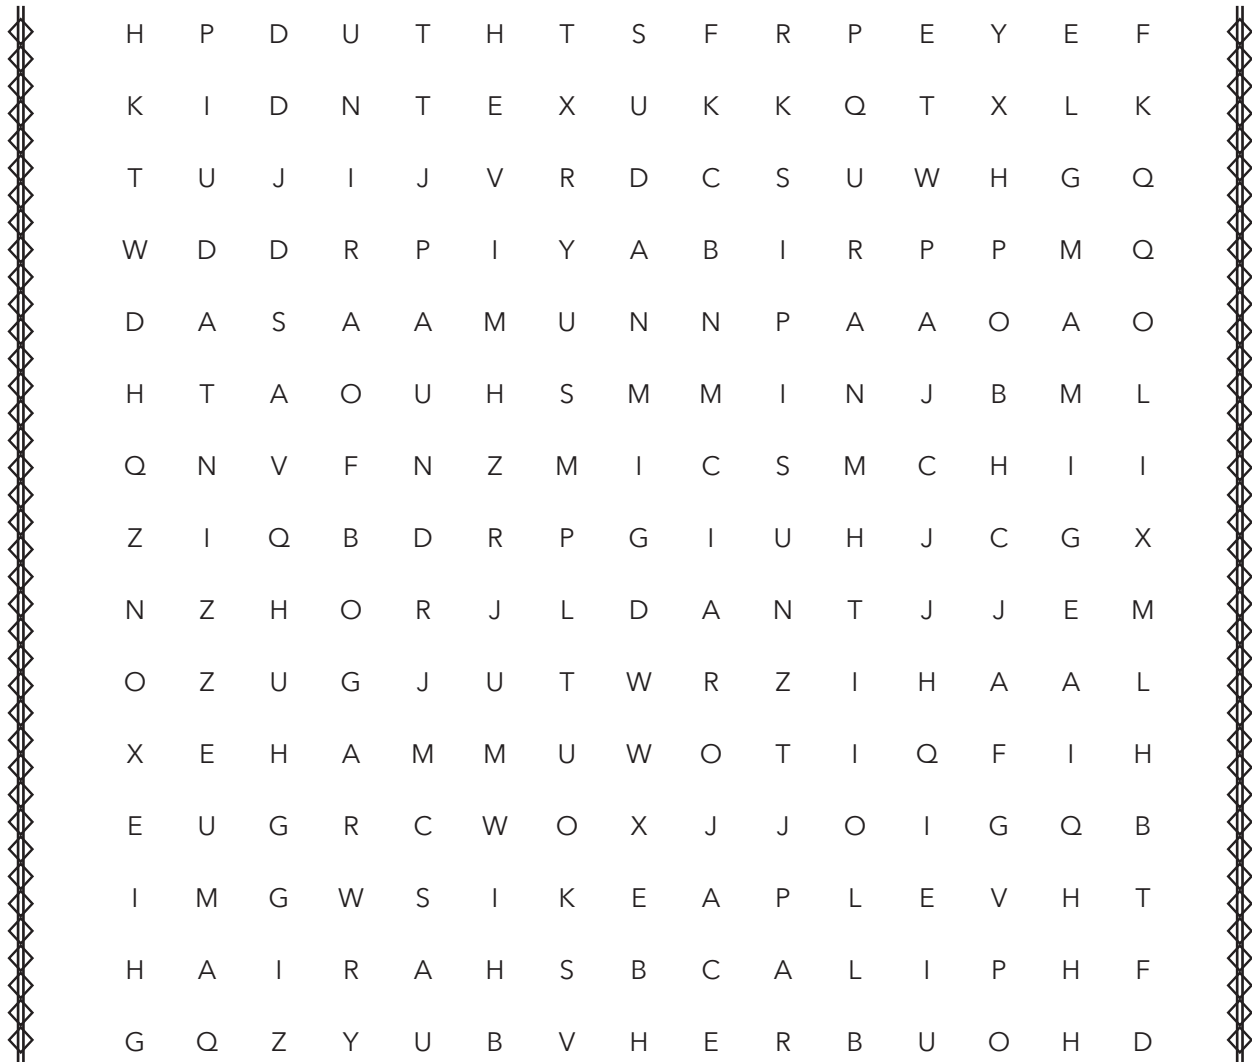 H P D U T H T S F R P E Y E F
K I D N T E X U K K Q T X L K
T U J I J V R D C S U W H G Q
W D D R P I Y A B I R P P M Q
D A S A A M U N N P A A O A O
H T A O U H S M M I N J B M L
Q N V F N Z M I C S M C H I I
Z I Q B D R P G I U H J C G X
N Z H O R J L D A N T J J E M
O Z U G J U T W R Z I H A A L
X E H A M M U W O T I Q F I H
E U G R C W O X J J O I G Q B
I M G W S I K E A P L E V H T
H A I R A H S B C A L I P H F
G Q Z Y U B V H E R B U O H D